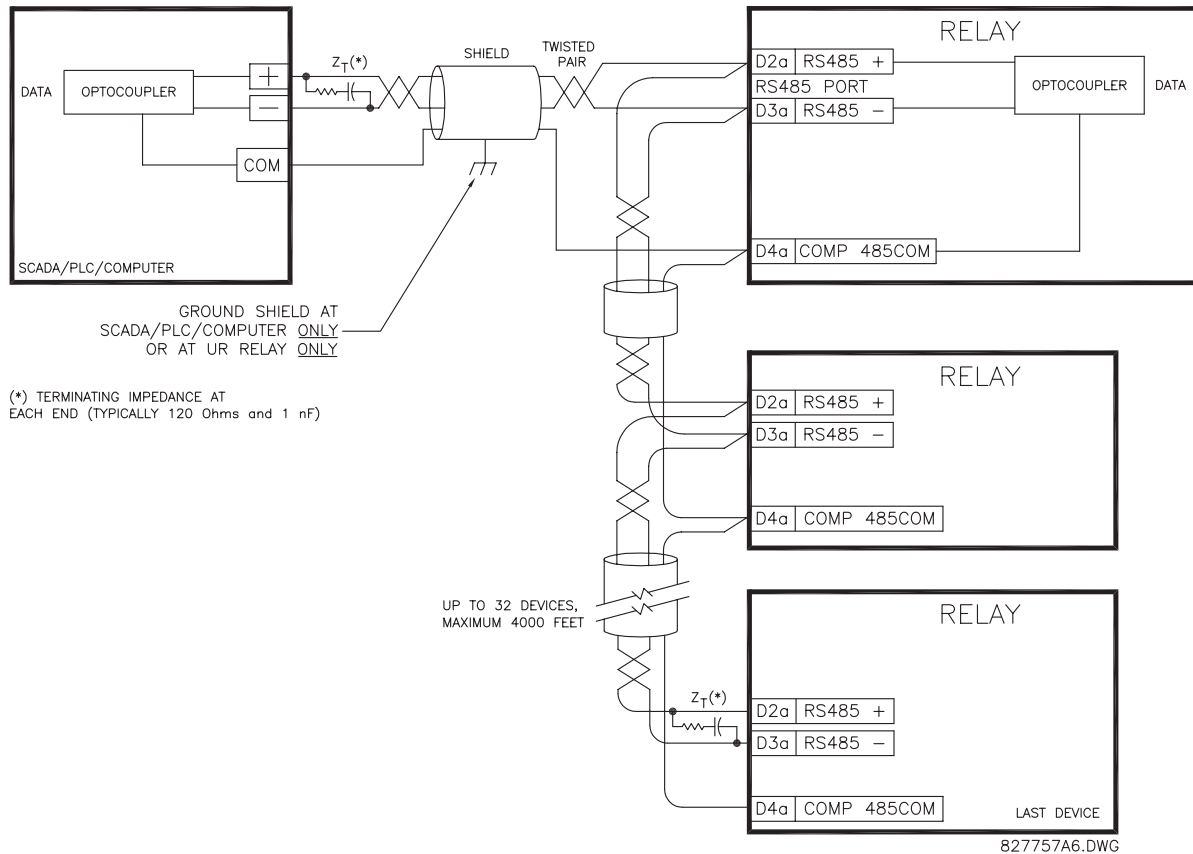 RELAY
SHIELD
TWISTED
PAIR
Z_T(*)
D2a RS485 +
RS485 PORT
D3a RS485 −
OPTOCOUPLER
DATA
DATA
OPTOCOUPLER
+
−
COM
D4a COMP 485COM
SCADA/PLC/COMPUTER
GROUND SHIELD AT
SCADA/PLC/COMPUTER ONLY
OR AT UR RELAY ONLY
(*) TERMINATING IMPEDANCE AT
EACH END (TYPICALLY 120 Ohms and 1 nF)
RELAY
D2a RS485 +
D3a RS485 −
D4a COMP 485COM
UP TO 32 DEVICES,
MAXIMUM 4000 FEET
RELAY
Z_T(*)
D2a RS485 +
D3a RS485 −
D4a COMP 485COM
LAST DEVICE
827757A6.DWG